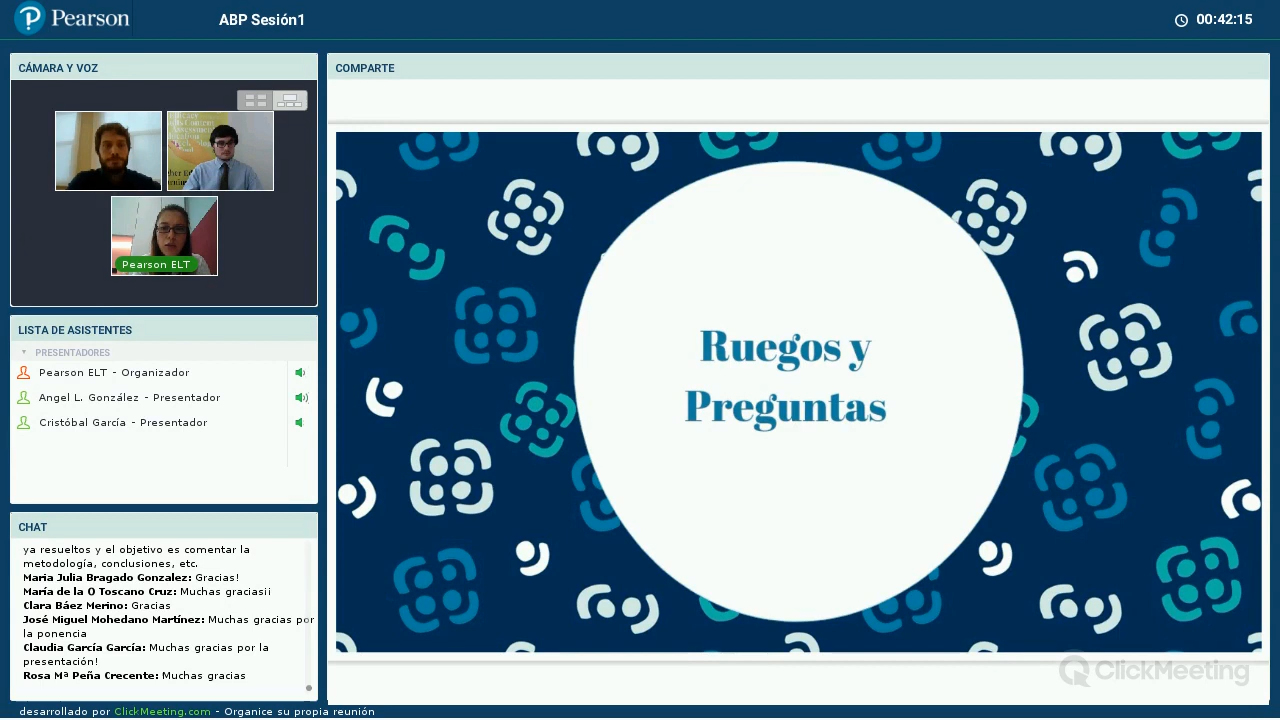 Pearson
ABP Sesión1
00:42:15
CÁMARA Y VOZ
Pearson ELT
LISTA DE ASISTENTES
PRESENTADORES
Pearson ELT - Organizador
Angel L. González - Presentador
Cristóbal García - Presentador
CHAT
ya resueltos y el objetivo es comentar la
metodología, conclusiones, etc.
Maria Julia Bragado Gonzalez: Gracias!
María de la O Toscano Cruz: Muchas graciasii
Clara Báez Merino: Gracias
José Miguel Mohedano Martínez: Muchas gracias por
la ponencia
Claudia García García: Muchas gracias por la
presentación!
Rosa Mª Peña Crecente: Muchas gracias
COMPARTE
Ruegos y
Preguntas
ClickMeeting
desarrollado por ClickMeeting.com - Organice su propia reunión